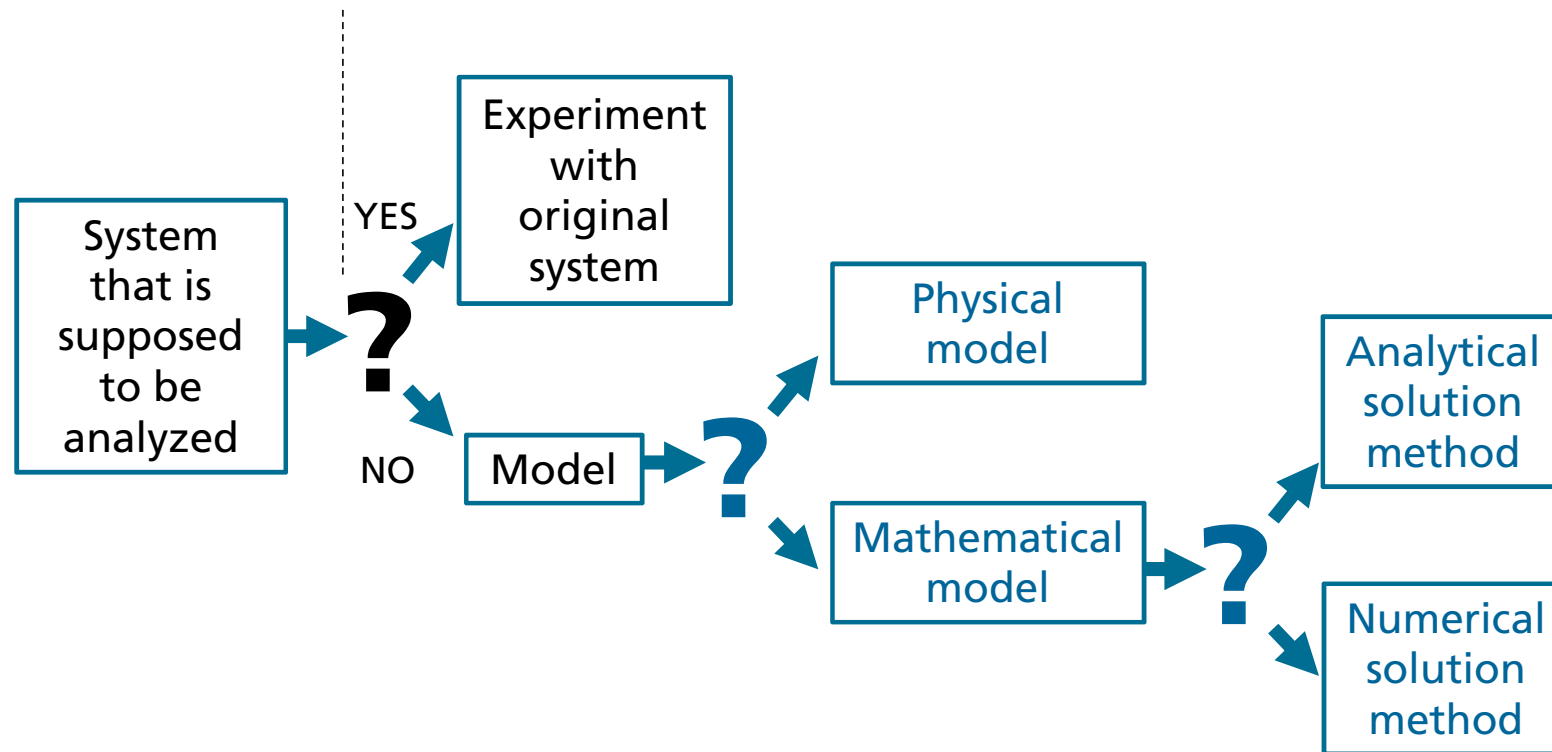 System
that is
supposed
to be
analyzed
?
YES
Experiment
with
original
system
NO
Model
?
Physical
model
Mathematical
model
?
Analytical
solution
method
Numerical
solution
method